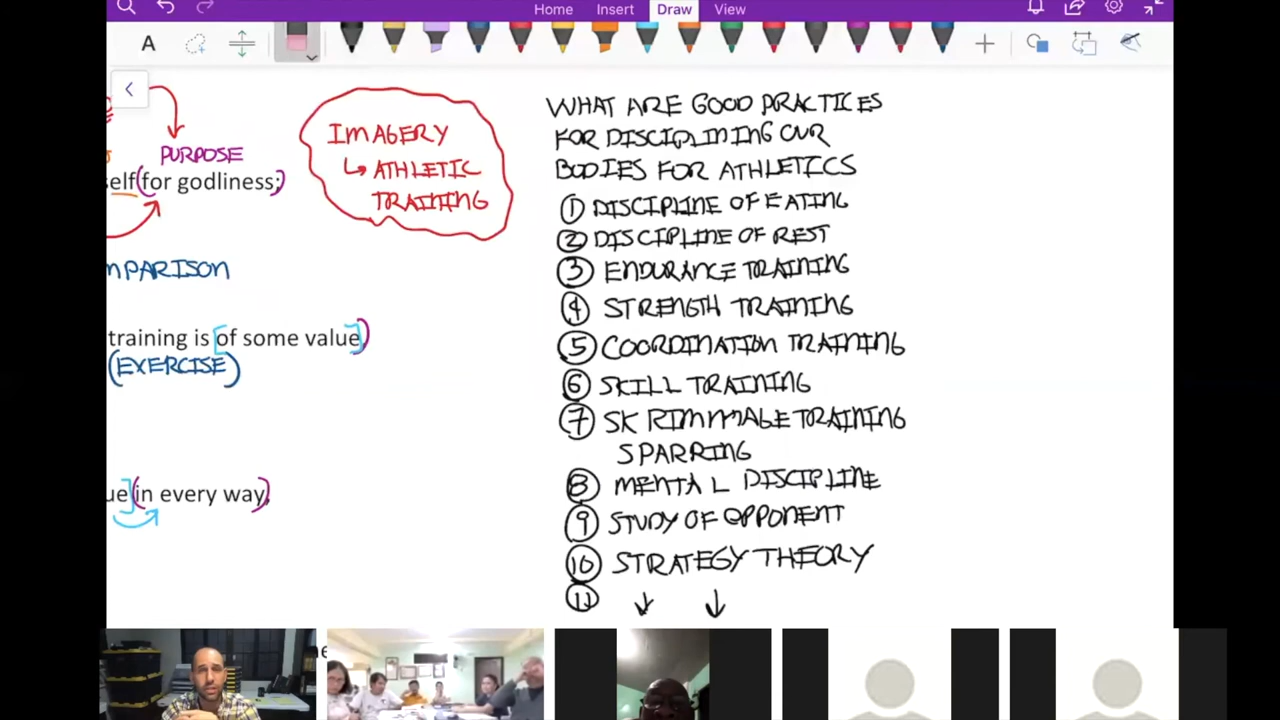 Home Insert Draw View
A
PURPOSE
self (for godliness;)
IMAGERY
↳ ATHLETIC
TRAINING
MPARISON
training is [of some value])
(EXERCISE)
ue] (in every way)
WHAT ARE GOOD PRACTICES
FOR DISCIPLINING OUR
BODIES FOR ATHLETICS
① DISCIPLINE OF EATING
② DISCIPLINE OF REST
③ ENDURANCE TRAINING
④ STRENGTH TRAINING
⑤ COORDINATION TRAINING
⑥ SKILL TRAINING
⑦ SKRIMMAGE TRAINING
SPARRING
⑧ MENTAL DISCIPLINE
⑨ STUDY OF OPPONENT
⑩ STRATEGY THEORY
⑪ ↓ ↓